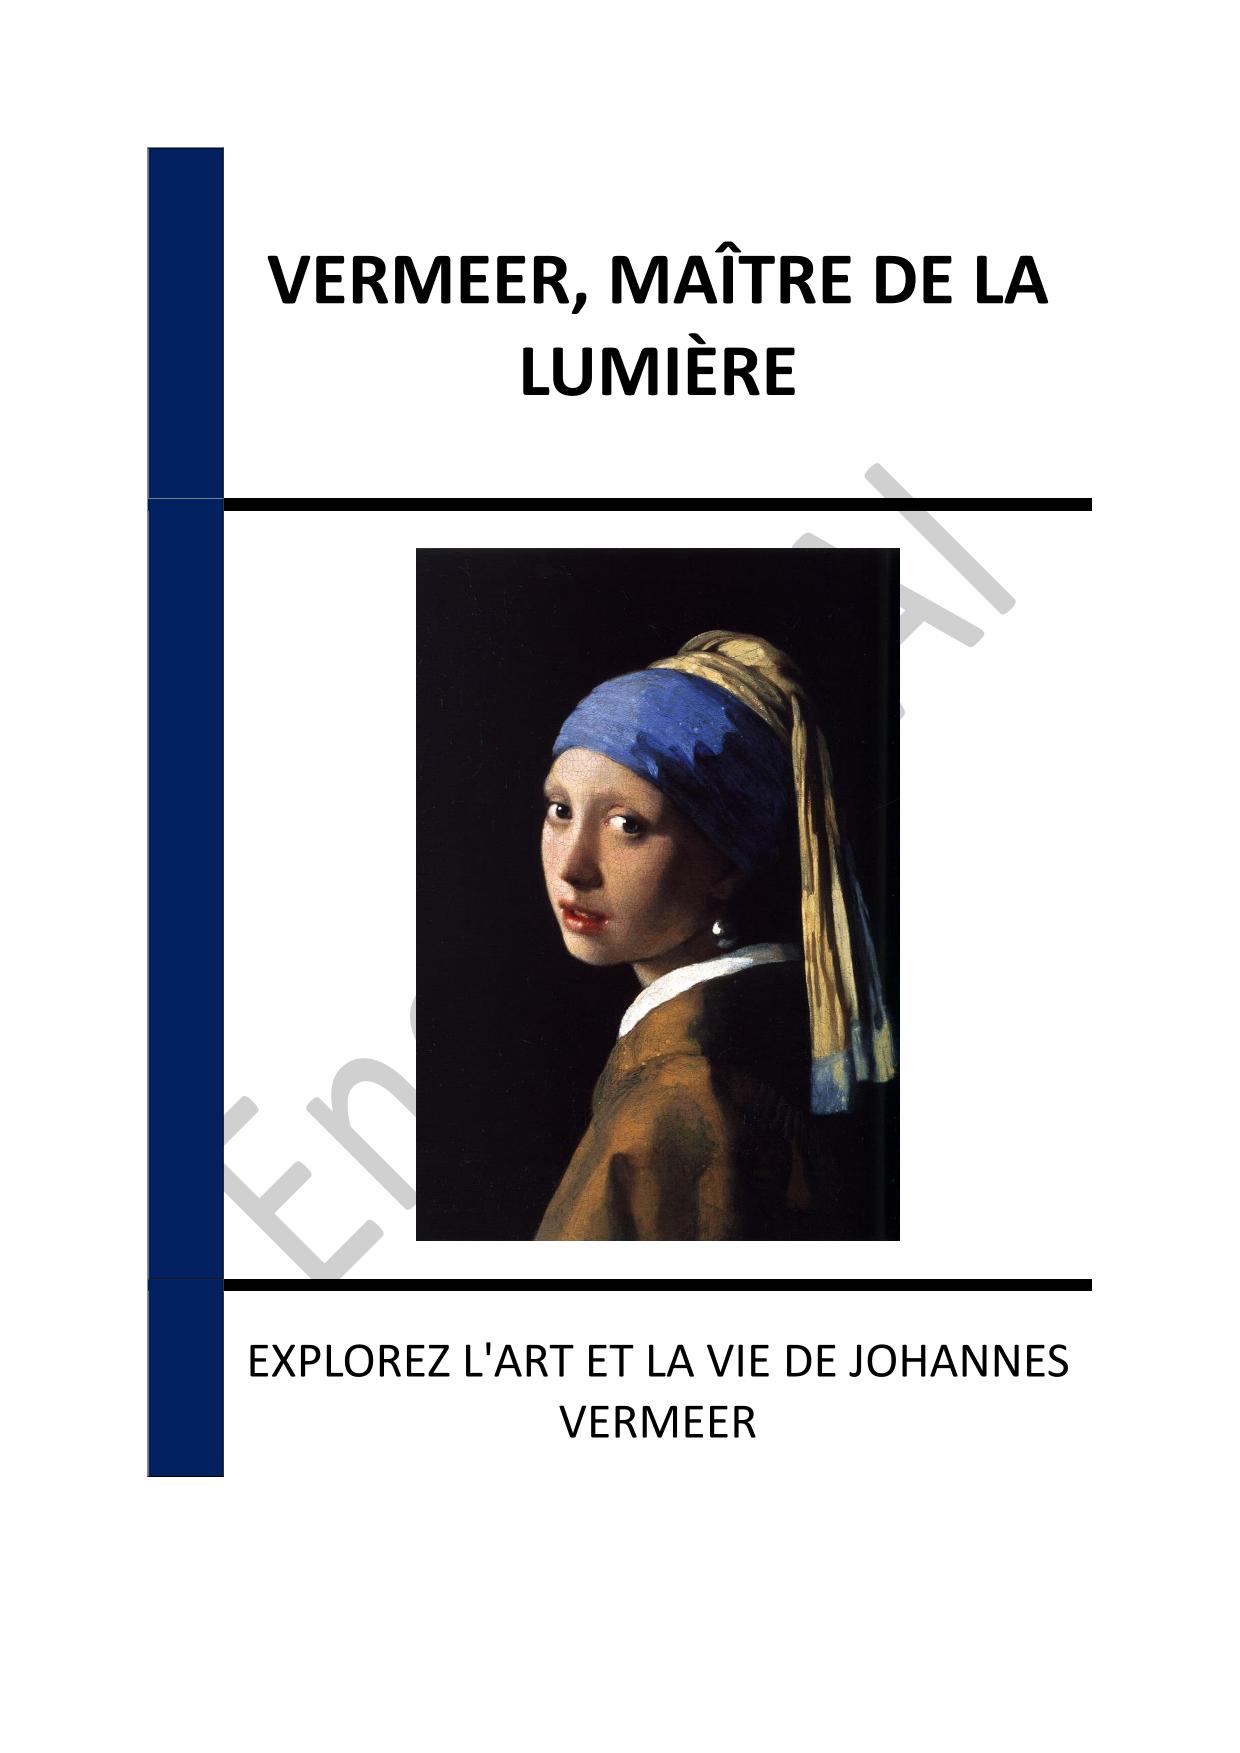 VERMEER, MAÎTRE DE LA
LUMIÈRE
EXPLOREZ L'ART ET LA VIE DE JOHANNES
VERMEER